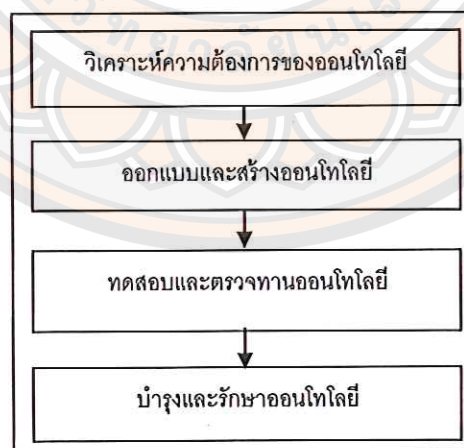 วิเคราะห์ความต้องการของออนโทโลยี
ออกแบบและสร้างออนโทโลยี
ทดสอบและตรวจทานออนโทโลยี
บำรุงและรักษาออนโทโลยี